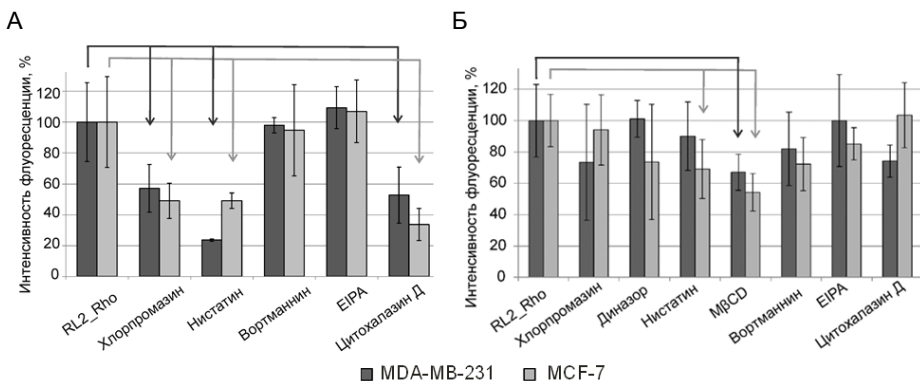 А
Интенсивность флуоресценции, %
120
100
80
60
40
20
0
RL2_Rho
Хлорпромазин
Нистатин
Вортманнин
EIPA
Цитохалазин Д
Б
Интенсивность флуоресценции, %
120
100
80
60
40
20
0
RL2_Rho
Хлорпромазин
Диназор
Нистатин
MβCD
Вортманнин
EIPA
Цитохалазин Д
MDA-MB-231 MCF-7